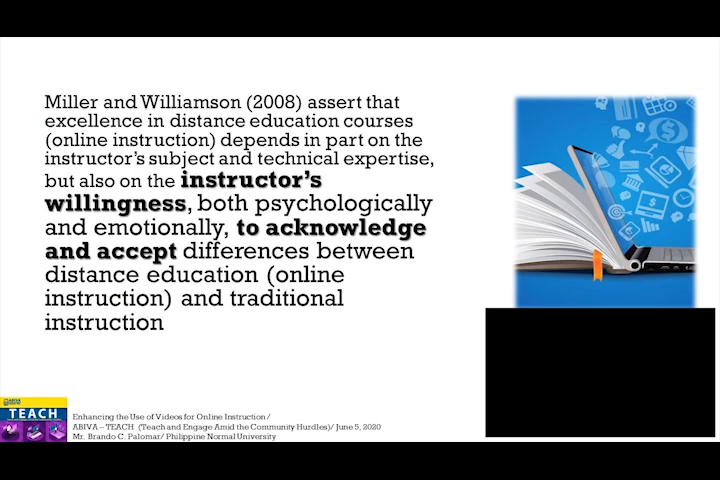 Miller and Williamson (2008) assert that
excellence in distance education courses
(online instruction) depends in part on the
instructor's subject and technical expertise,
but also on the instructor's
willingness, both psychologically
and emotionally, to acknowledge
and accept differences between
distance education (online
instruction) and traditional
instruction
ABIVA
TEACH
Enhancing the Use of Videos for Online Instruction/
ABIVA – TEACH (Teach and Engage Amid the Community Hurdles)/ June 5, 2020
Mr. Brando C. Palomar/ Philippine Normal University